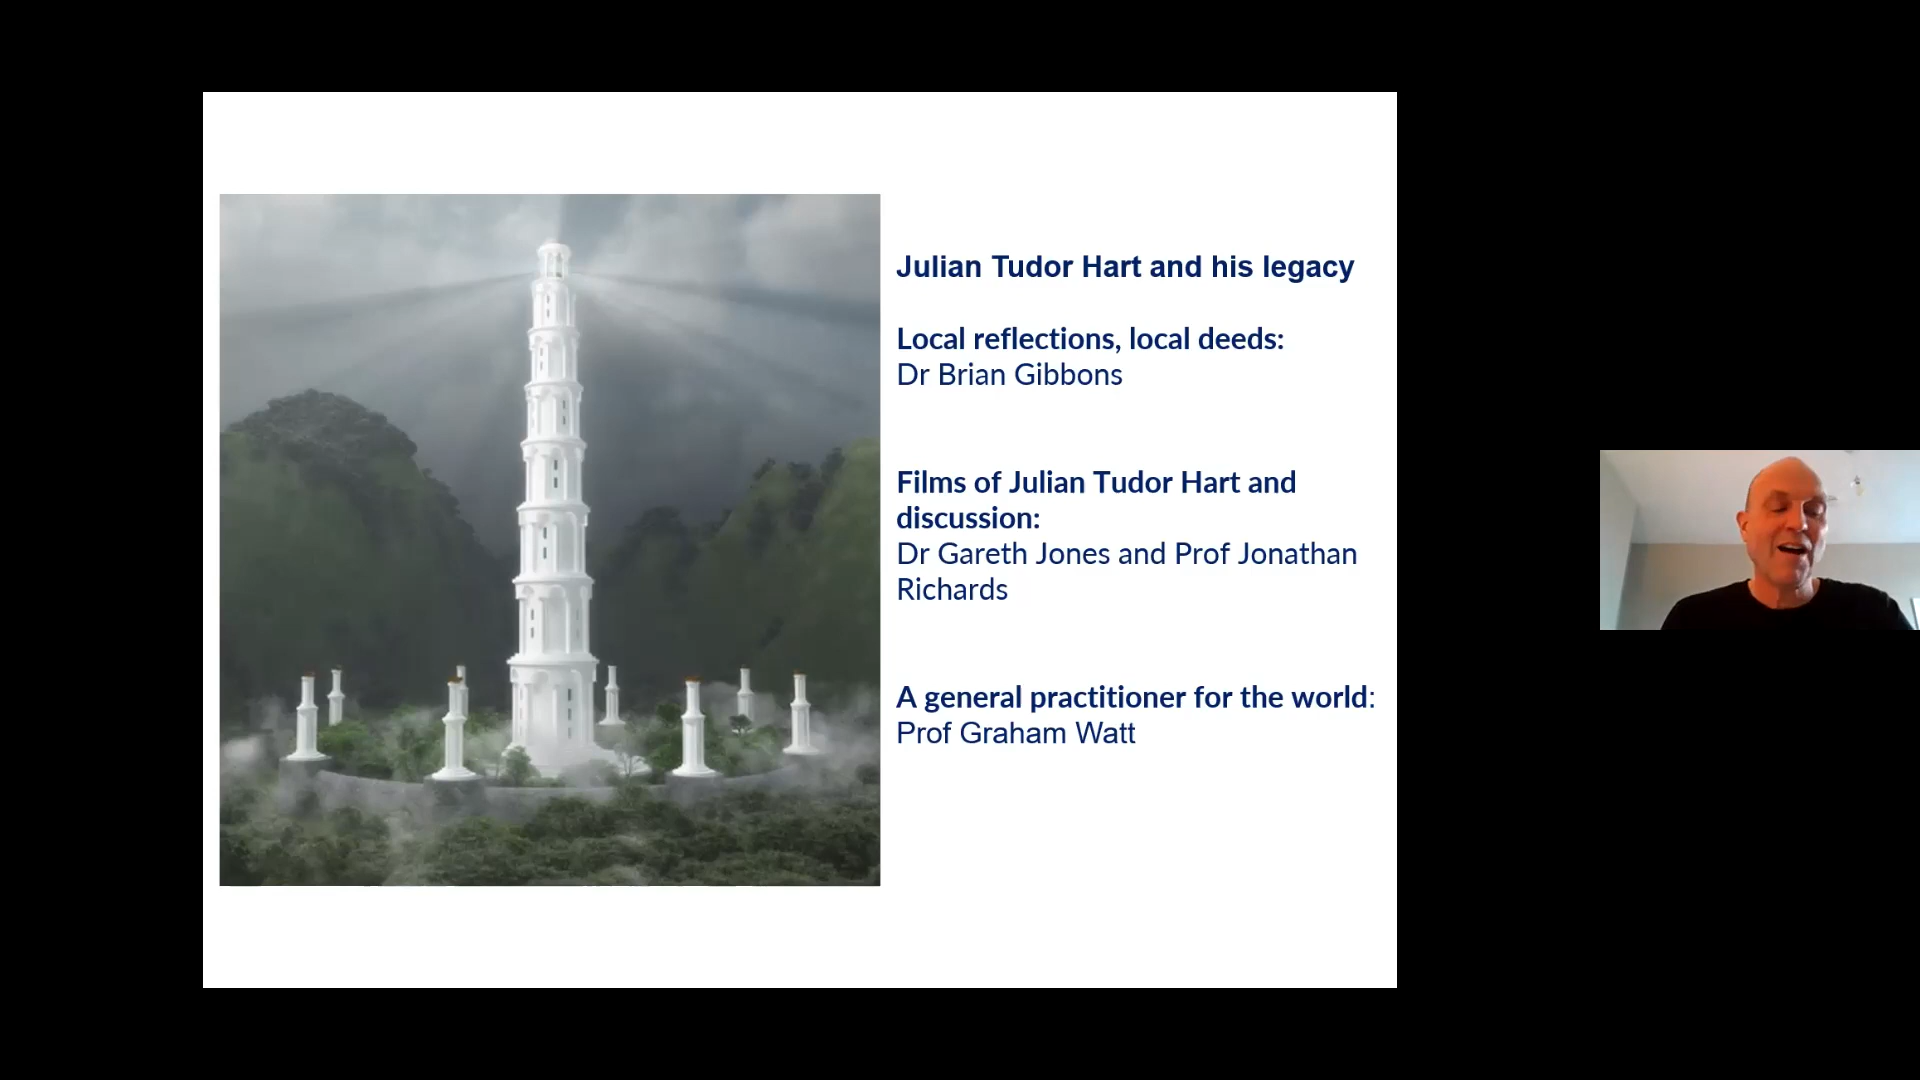 Julian Tudor Hart and his legacy
Local reflections, local deeds:
Dr Brian Gibbons
Films of Julian Tudor Hart and
discussion:
Dr Gareth Jones and Prof Jonathan
Richards
A general practitioner for the world:
Prof Graham Watt